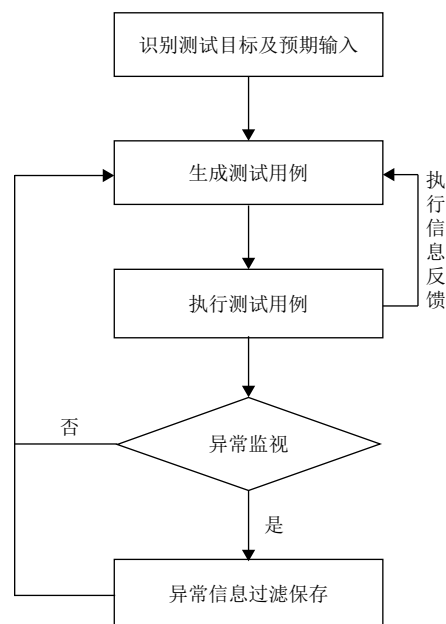 识别测试目标及预期输入
生成测试用例
执行信息反馈
执行测试用例
否
异常监视
是
异常信息过滤保存